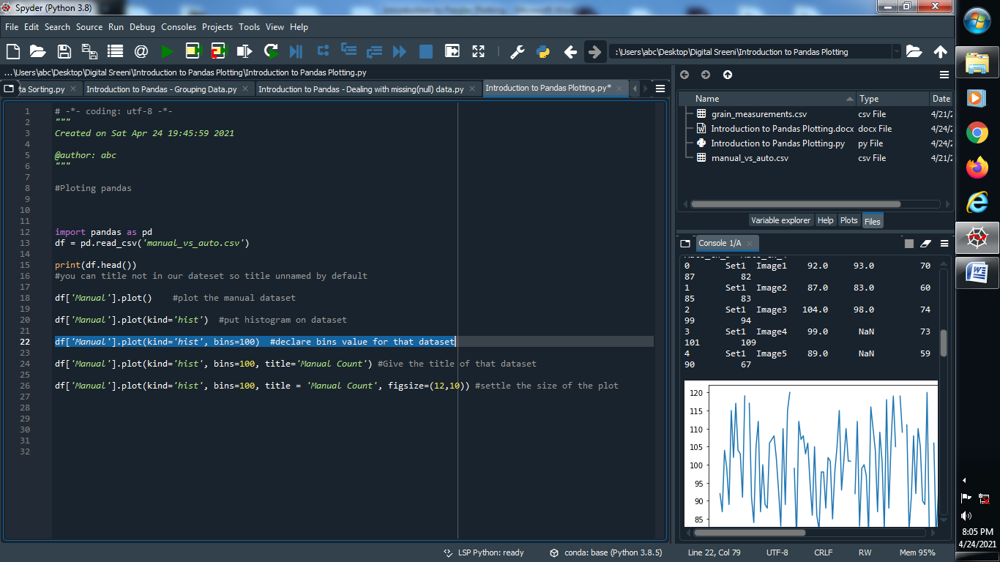 Spyder (Python 3.8)
File Edit Search Source Run Debug Consoles Projects Tools View Help
:\Users\abc\Desktop\Digital Sreeni\Introduction to Pandas Plotting
...\Users\abc\Desktop\Digital Sreeni\Introduction to Pandas Plotting\Introduction to Pandas Plotting.py
ta Sorting.py Introduction to Pandas - Grouping Data.py Introduction to Pandas - Dealing with missing(null) data.py Introduction to Pandas Plotting.py*
1 # -*- coding: utf-8 -*-
2 """
3 Created on Sat Apr 24 19:45:59 2021
4
5 @author: abc
6 """
7
8 #Ploting pandas
9
10
11
12 import pandas as pd
13 df = pd.read_csv('manual_vs_auto.csv')
14
15 print(df.head())
16 #you can title not in our dateset so title unnamed by default
17
18 df['Manual'].plot() #plot the manual dataset
19
20 df['Manual'].plot(kind='hist') #put histogram on dataset
21
22 df['Manual'].plot(kind='hist', bins=100) #declare bins value for that dataset
23
24 df['Manual'].plot(kind='hist', bins=100, title='Manual Count') #Give the title of that dataset
25
26 df['Manual'].plot(kind='hist', bins=100, title = 'Manual Count', figsize=(12,10)) #settle the size of the plot
27
28
29
30
31
32
Name Type Date
grain_measurements.csv csv File 4/21/2
Introduction to Pandas Plotting.docx docx File 4/24/2
Introduction to Pandas Plotting.py py File 4/24/2
manual_vs_auto.csv csv File 4/21/2
Variable explorer Help Plots Files
Console 1/A
0 Set1 Image1 92.0 93.0 70
87 82
1 Set1 Image2 87.0 83.0 60
85 83
2 Set1 Image3 104.0 98.0 74
99 94
3 Set1 Image4 99.0 NaN 73
101 109
4 Set1 Image5 89.0 NaN 59
90 67
120
115
110
105
100
95
90
85
LSP Python: ready conda: base (Python 3.8.5) Line 22, Col 79 UTF-8 CRLF RW Mem 95%
8:05 PM
4/24/2021